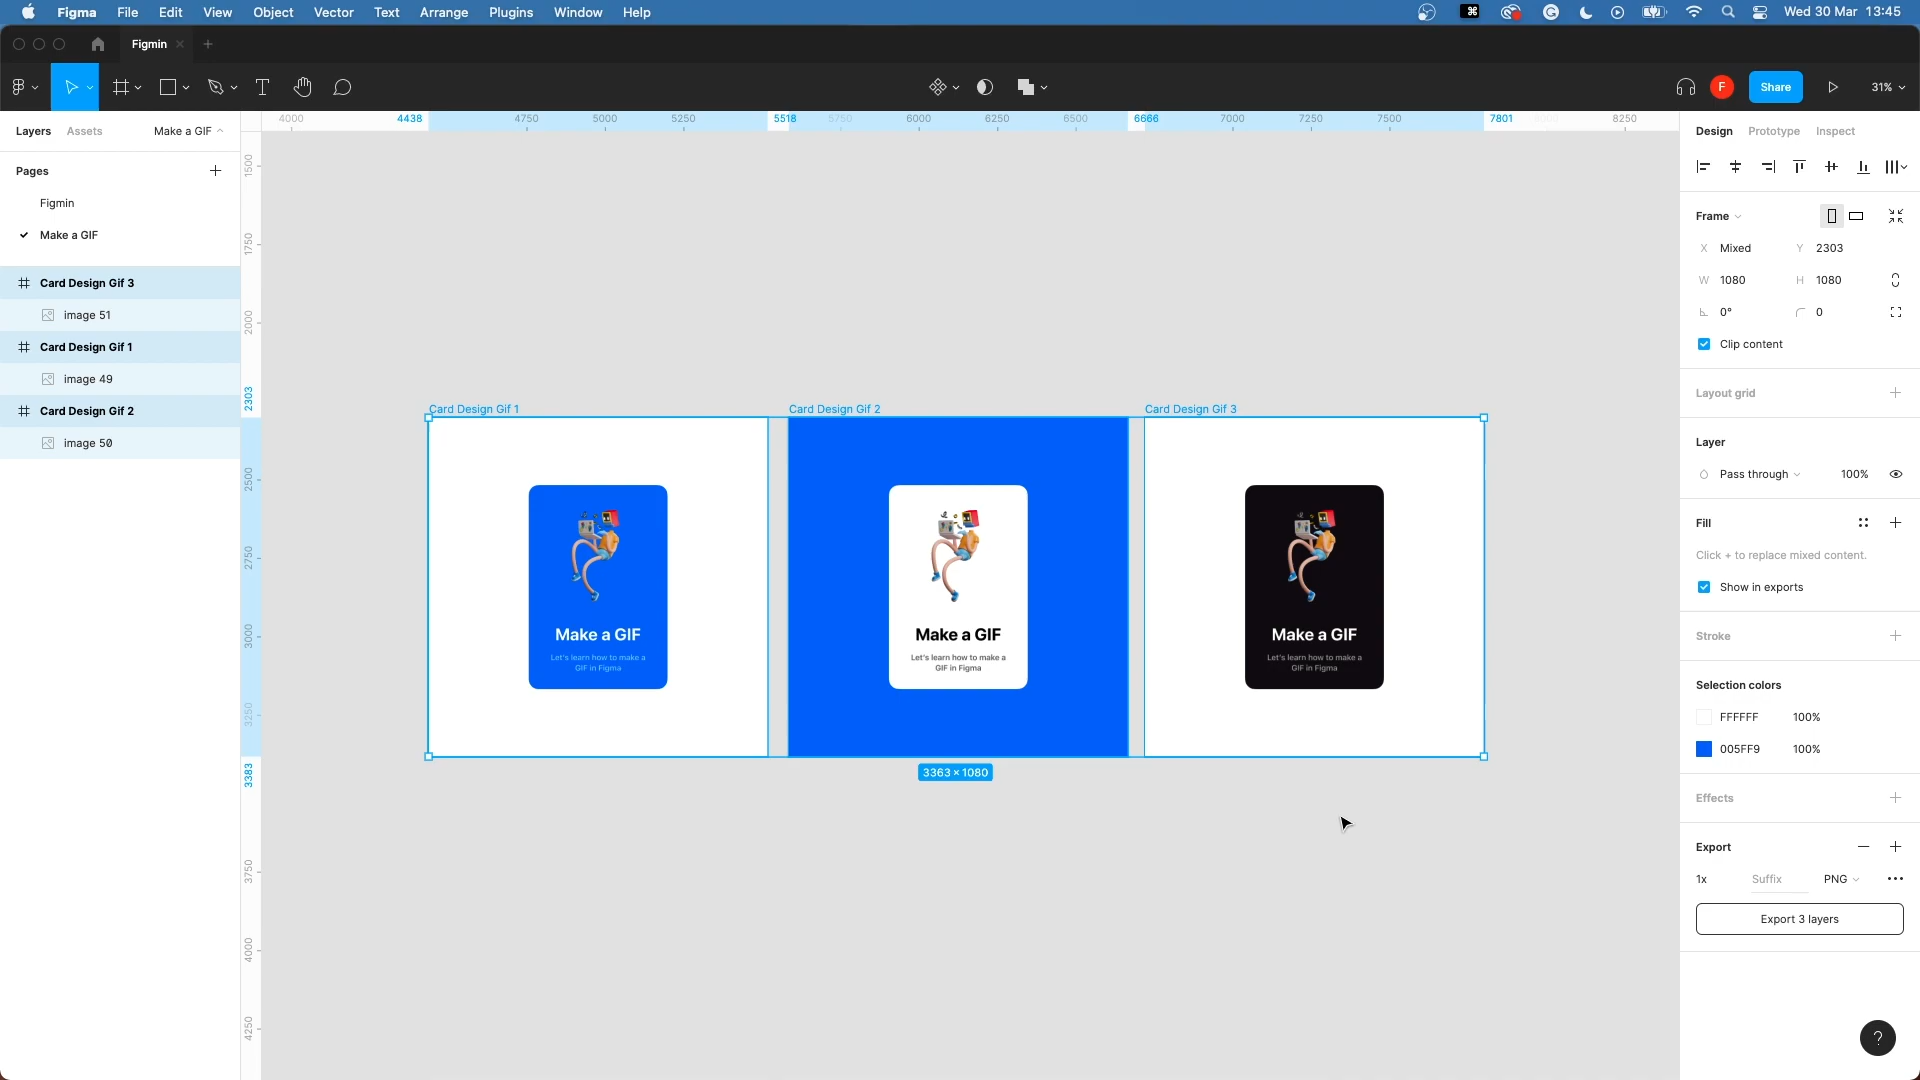 Figma File Edit View Object Vector Text Arrange Plugins Window Help Wed 30 Mar 13:45
Figmin
F Share 31%
Layers Assets Make a GIF
Pages
Figmin
Make a GIF
Card Design Gif 3
image 51
Card Design Gif 1
image 49
Card Design Gif 2
image 50
4000 4438 4750 5000 5250 5518 5750 6000 6250 6500 6666 7000 7250 7500 7801 8000 8250
1500
1750
2000
2303
2500
2750
3000
3250
3383
3750
4000
4250
Card Design Gif 1 Card Design Gif 2 Card Design Gif 3
Make a GIF
Let's learn how to make a
GIF in Figma
Make a GIF
Let's learn how to make a
GIF in Figma
Make a GIF
Let's learn how to make a
GIF in Figma
3363 × 1080
Design Prototype Inspect
Frame
X Mixed Y 2303
W 1080 H 1080
0° 0
Clip content
Layout grid
Layer
Pass through 100%
Fill
Click + to replace mixed content.
Show in exports
Stroke
Selection colors
FFFFFF 100%
005FF9 100%
Effects
Export
1x Suffix PNG
Export 3 layers
?